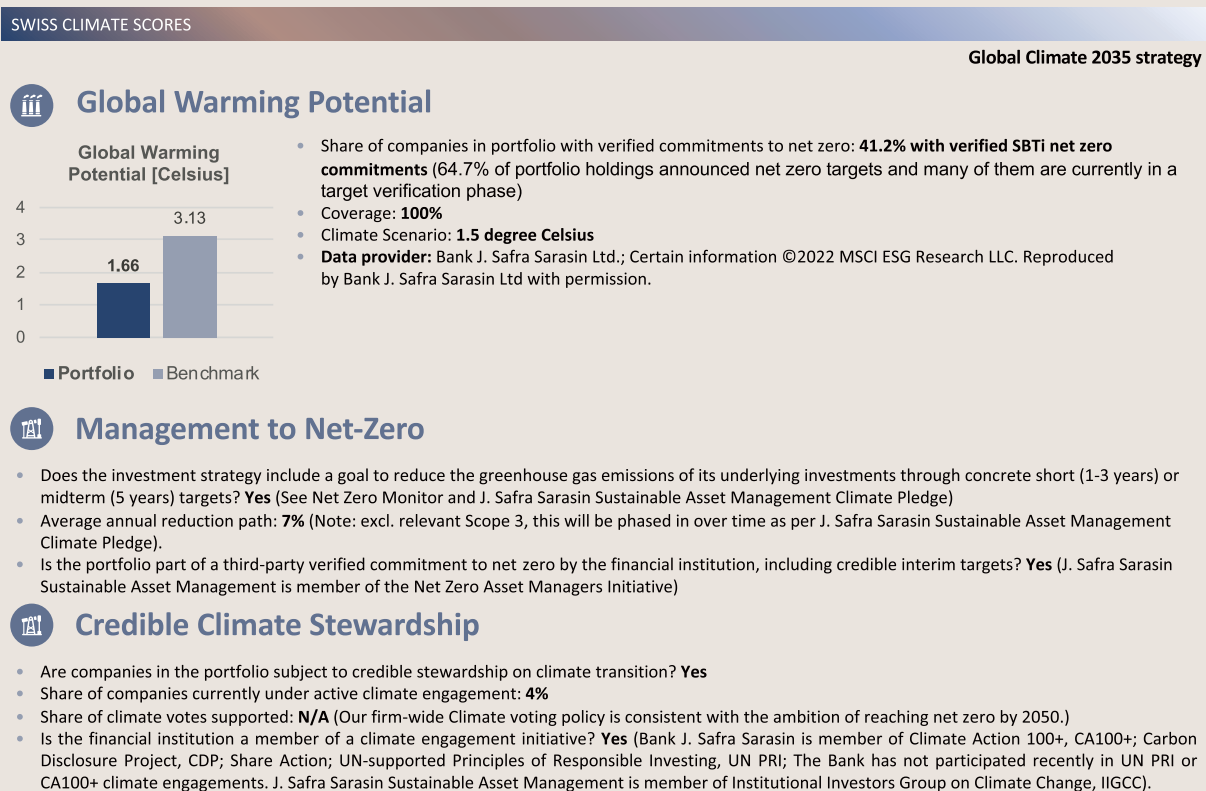 SWISS CLIMATE SCORES
Global Climate 2035 strategy
Global Warming Potential
Global Warming
Potential [Celsius]
4
3
2
1
0
3.13
1.66
Portfolio
Benchmark
• Share of companies in portfolio with verified commitments to net zero: 41.2% with verified SBTi net zero
commitments (64.7% of portfolio holdings announced net zero targets and many of them are currently in a
target verification phase)
• Coverage: 100%
• Climate Scenario: 1.5 degree Celsius
• Data provider: Bank J. Safra Sarasin Ltd.; Certain information ©2022 MSCI ESG Research LLC. Reproduced
by Bank J. Safra Sarasin Ltd with permission.
Management to Net-Zero
• Does the investment strategy include a goal to reduce the greenhouse gas emissions of its underlying investments through concrete short (1-3 years) or
midterm (5 years) targets? Yes (See Net Zero Monitor and J. Safra Sarasin Sustainable Asset Management Climate Pledge)
• Average annual reduction path: 7% (Note: excl. relevant Scope 3, this will be phased in over time as per J. Safra Sarasin Sustainable Asset Management
Climate Pledge).
• Is the portfolio part of a third-party verified commitment to net zero by the financial institution, including credible interim targets? Yes (J. Safra Sarasin
Sustainable Asset Management is member of the Net Zero Asset Managers Initiative)
Credible Climate Stewardship
• Are companies in the portfolio subject to credible stewardship on climate transition? Yes
• Share of companies currently under active climate engagement: 4%
• Share of climate votes supported: N/A (Our firm-wide Climate voting policy is consistent with the ambition of reaching net zero by 2050.)
• Is the financial institution a member of a climate engagement initiative? Yes (Bank J. Safra Sarasin is member of Climate Action 100+, CA100+; Carbon
Disclosure Project, CDP; Share Action; UN-supported Principles of Responsible Investing, UN PRI; The Bank has not participated recently in UN PRI or
CA100+ climate engagements. J. Safra Sarasin Sustainable Asset Management is member of Institutional Investors Group on Climate Change, IIGCC).